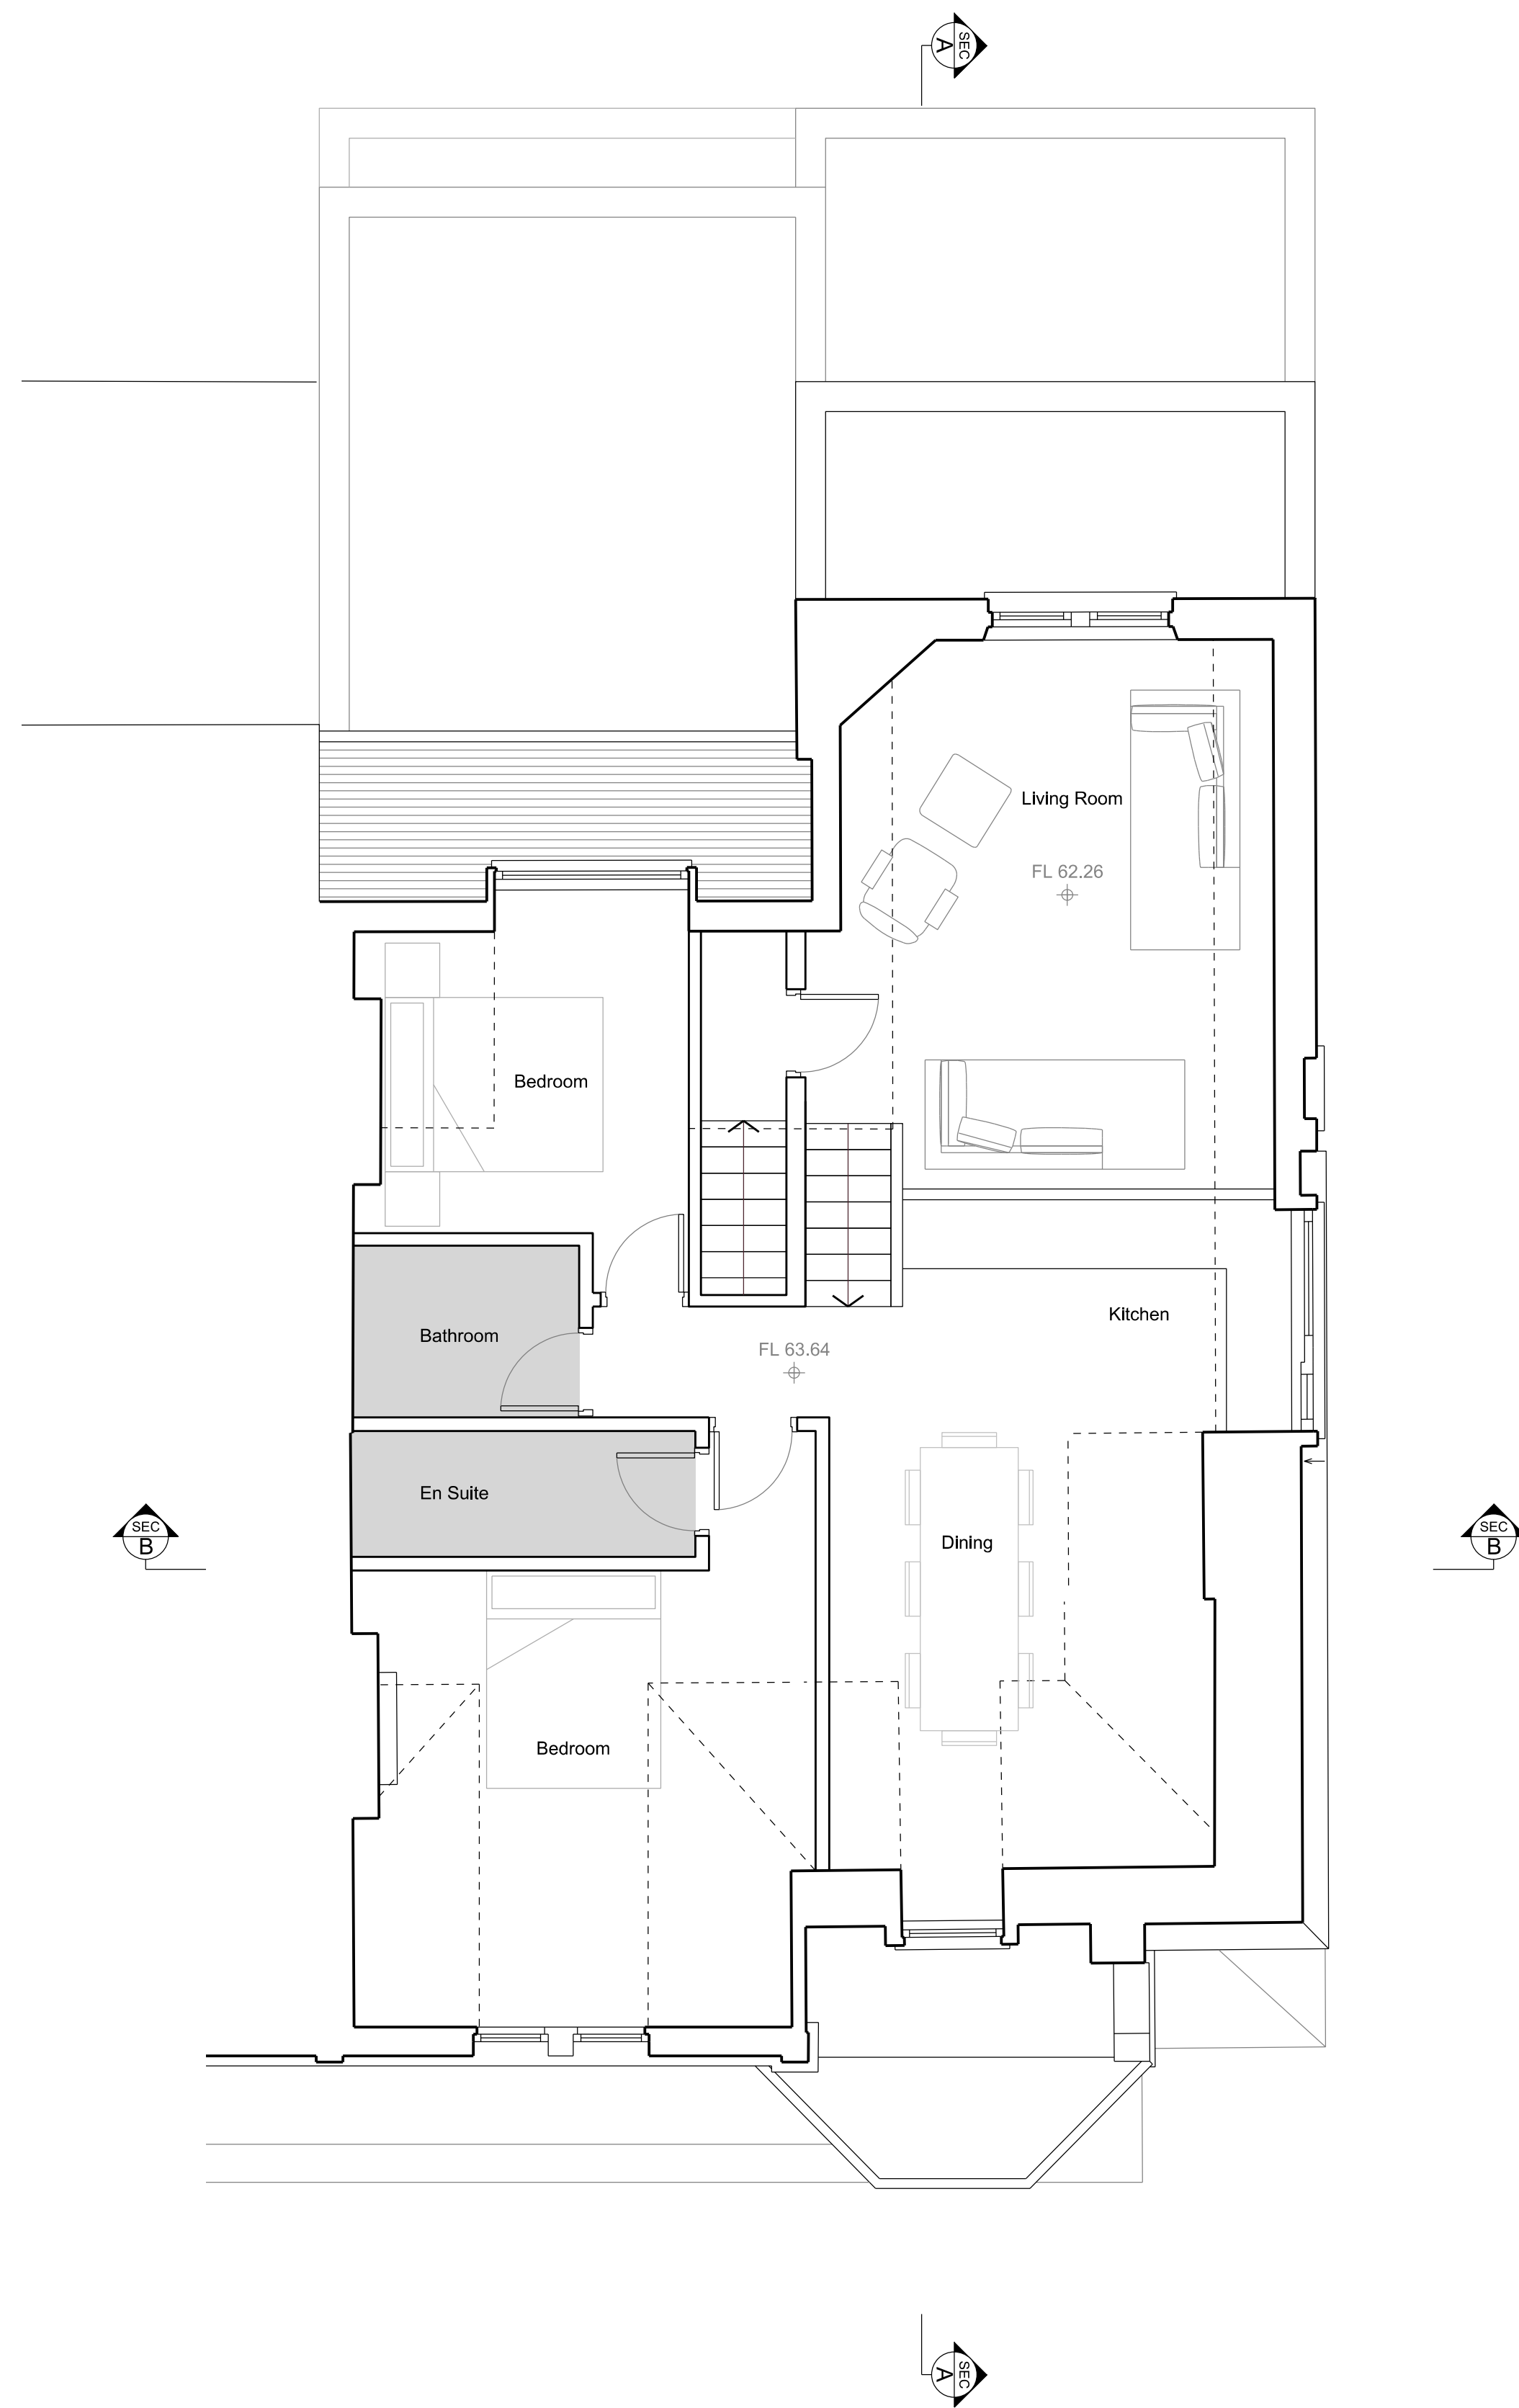 SEC
A
Living Room
FL 62.26
Bedroom
Kitchen
Bathroom
FL 63.64
En Suite
Dining
SEC
B
SEC
B
Bedroom
SEC
A